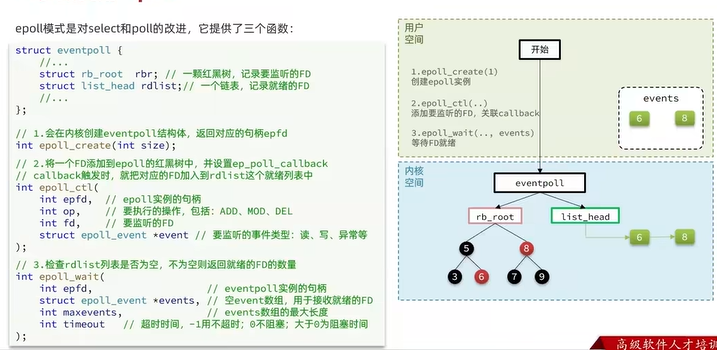 epoll模式是对select和poll的改进，它提供了三个函数：
struct eventpoll {
//...
struct rb_root rbr; // 一颗红黑树，记录要监听的FD
struct list_head rdlist;// 一个链表，记录就绪的FD
//...
};
// 1.会在内核创建eventpoll结构体，返回对应的句柄epfd
int epoll_create(int size);
// 2.将一个FD添加到epoll的红黑树中，并设置ep_poll_callback
// callback触发时，就把对应的FD加入到rdlist这个就绪列表中
int epoll_ctl(
int epfd, // epoll实例的句柄
int op, // 要执行的操作，包括：ADD、MOD、DEL
int fd, // 要监听的FD
struct epoll_event *event // 要监听的事件类型：读、写、异常等
);
// 3.检查rdlist列表是否为空，不为空则返回就绪的FD的数量
int epoll_wait(
int epfd, // eventpoll实例的句柄
struct epoll_event *events, // 空event数组，用于接收就绪的FD
int maxevents, // events数组的最大长度
int timeout // 超时时间，-1用不超时；0不阻塞；大于0为阻塞时间
);
用户
空间
开始
1.epoll_create(1)
创建epoll实例
2.epoll_ctl(..)
添加要监听的FD，关联callback
3.epoll_wait(.., events)
等待FD就绪
events
6 8
内核
空间
eventpoll
rb_root list_head
6 8
5 8
3 6 7 9
高级软件人才培训